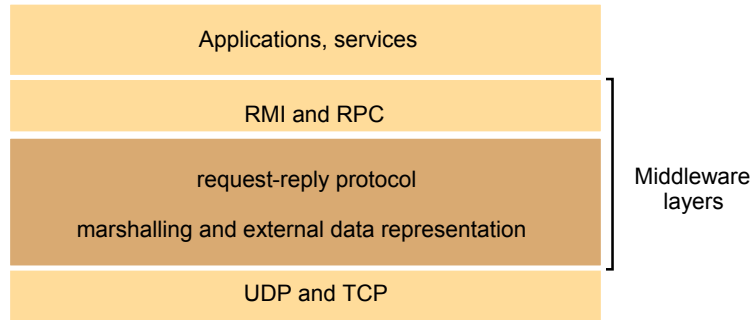 Applications, services
RMI and RPC
request-reply protocol
marshalling and external data representation
Middleware
layers
UDP and TCP